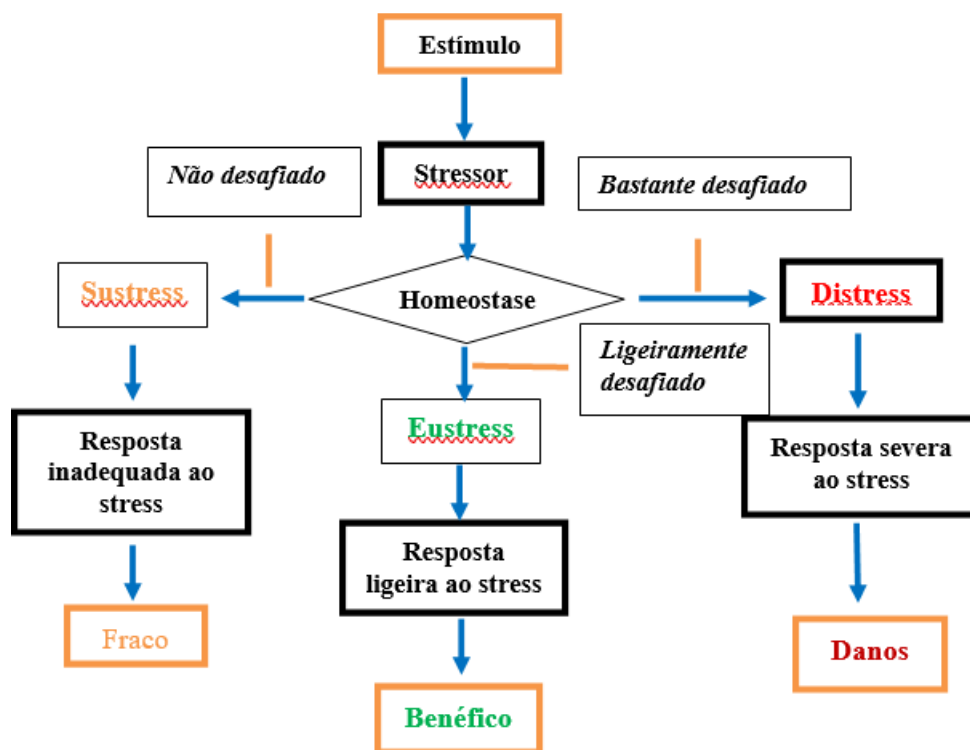 Estímulo
Não desafiado
Stressor
Bastante desafiado
Sustress
Homeostase
Distress
Ligeiramente
desafiado
Eustress
Resposta
inadequada ao
stress
Resposta severa
ao stress
Resposta
ligeira ao stress
Fraco
Danos
Benéfico